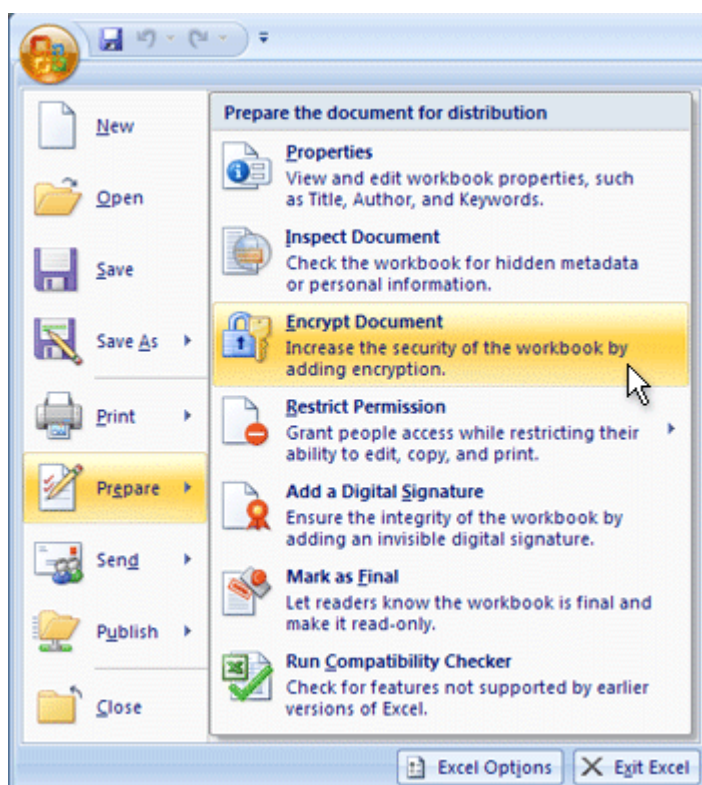 New
Open
Save
Save As
Print
Prepare
Send
Publish
Close
Prepare the document for distribution
Properties
View and edit workbook properties, such
as Title, Author, and Keywords.
Inspect Document
Check the workbook for hidden metadata
or personal information.
Encrypt Document
Increase the security of the workbook by
adding encryption.
Restrict Permission
Grant people access while restricting their
ability to edit, copy, and print.
Add a Digital Signature
Ensure the integrity of the workbook by
adding an invisible digital signature.
Mark as Final
Let readers know the workbook is final and
make it read-only.
Run Compatibility Checker
Check for features not supported by earlier
versions of Excel.
Excel Options
Exit Excel